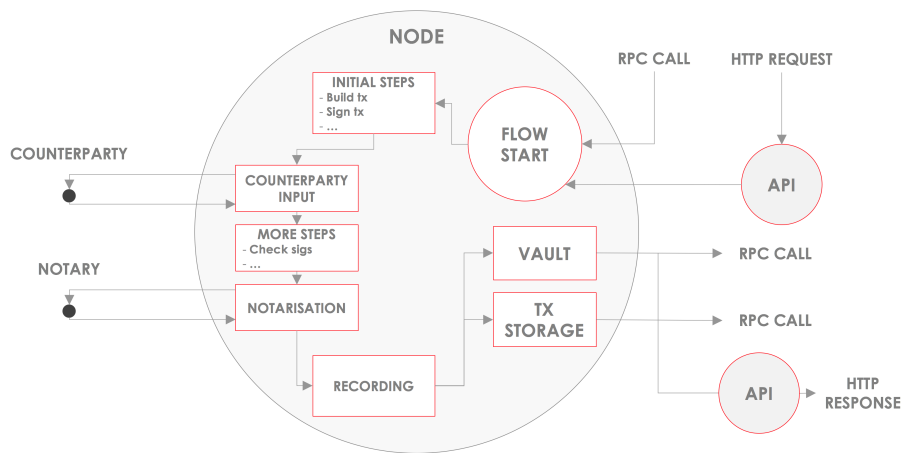 NODE
RPC CALL
HTTP REQUEST
INITIAL STEPS
- Build tx
- Sign tx
- ...
FLOW
START
COUNTERPARTY
COUNTERPARTY
INPUT
API
MORE STEPS
- Check sigs
- ...
VAULT
RPC CALL
NOTARY
NOTARISATION
TX
STORAGE
RPC CALL
RECORDING
API
HTTP
RESPONSE